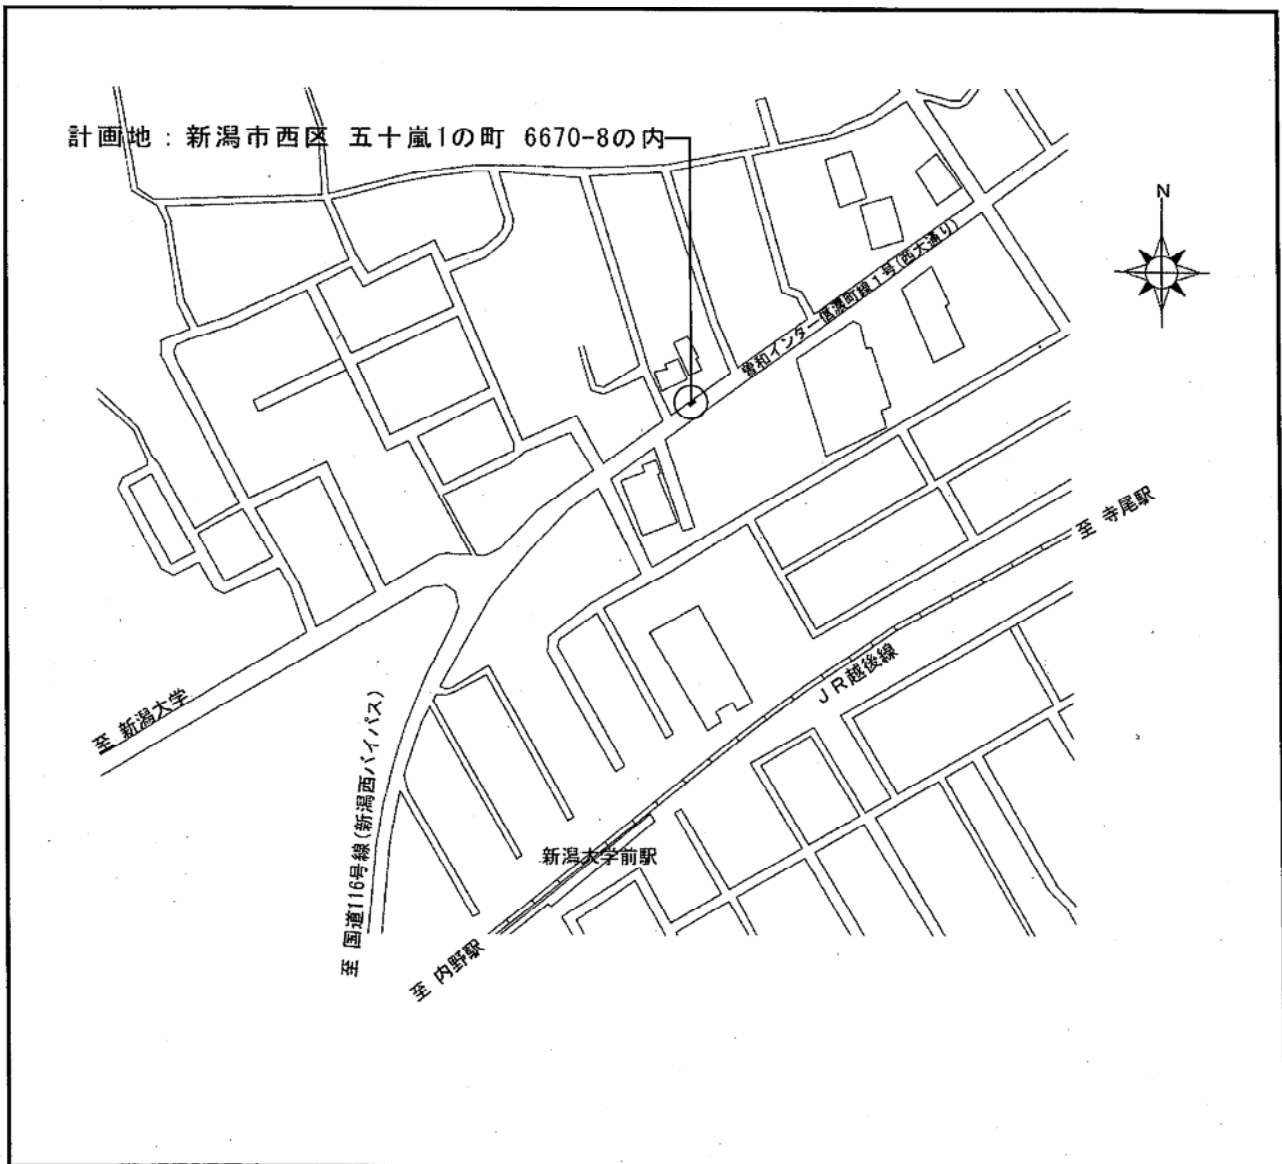 計画地：新潟市西区 五十嵐1の町 6670-8の内
N
曽和インター信濃町線1号(西大通り)
至 寺尾駅
JR越後線
至 新潟大学
至 国道116号線(新潟西バイパス)
新潟大学前駅
至 内野駅